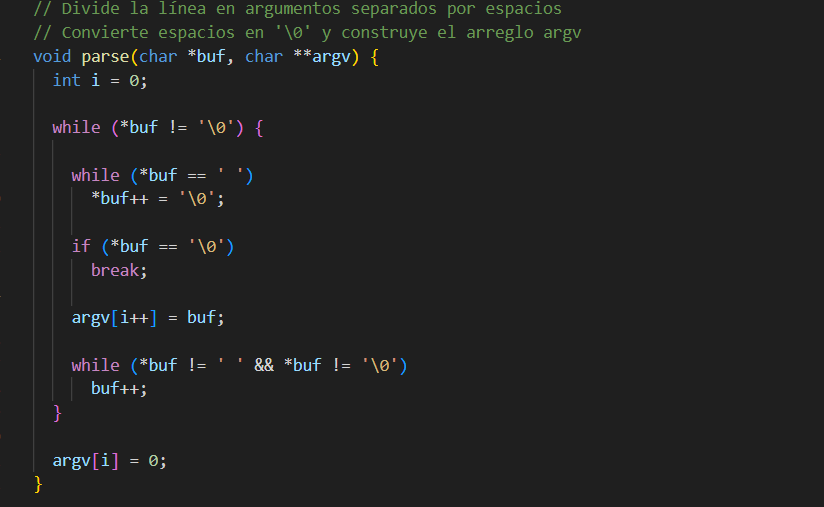 // Divide la línea en argumentos separados por espacios
// Convierte espacios en '\0' y construye el arreglo argv
void parse(char *buf, char **argv) {
  int i = 0;

  while (*buf != '\0') {

    while (*buf == ' ')
      *buf++ = '\0';

    if (*buf == '\0')
      break;

    argv[i++] = buf;

    while (*buf != ' ' && *buf != '\0')
      buf++;
  }

  argv[i] = 0;
}